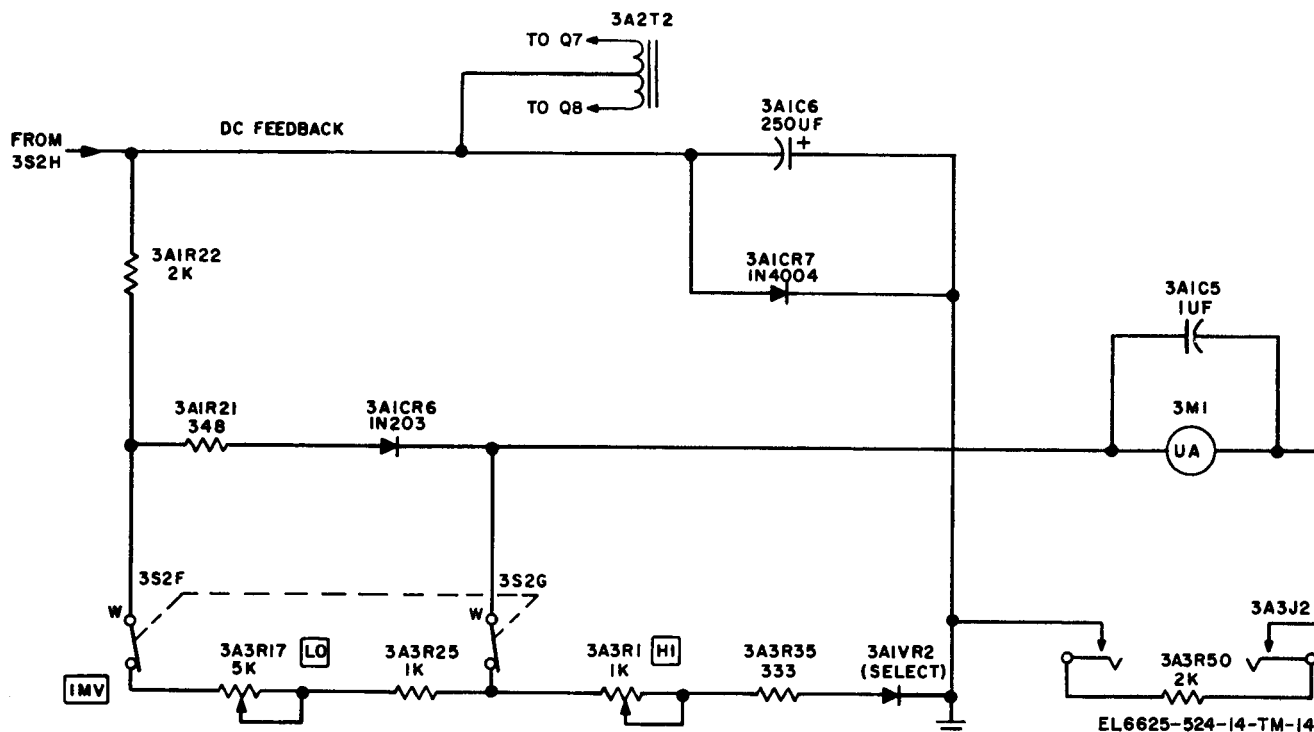 3A2T2
TO Q7
TO Q8
3A1C6
250UF
+
FROM
3S2H
DC FEEDBACK
3A1R22
2K
3A1CR7
1N4004
3A1C5
1UF
3A1R21
348
3A1CR6
1N203
3M1
UA
3S2F
3S2G
W
W
3A3J2
3A3R17
5K
LO
3A3R25
1K
3A3R1
1K
HI
3A3R35
333
3A1VR2
(SELECT)
3A3R50
2K
1MV
EL6625-524-14-TM-14